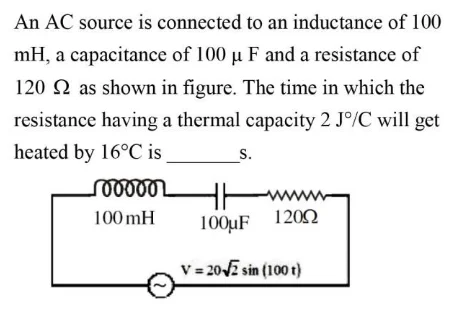 An AC source is connected to an inductance of 100
mH, a capacitance of 100 μ F and a resistance of
120 Ω as shown in figure. The time in which the
resistance having a thermal capacity 2 J°/C will get
heated by 16°C is _______ s.
100 mH
100μF
120Ω
V = 20√2 sin (100 t)
~